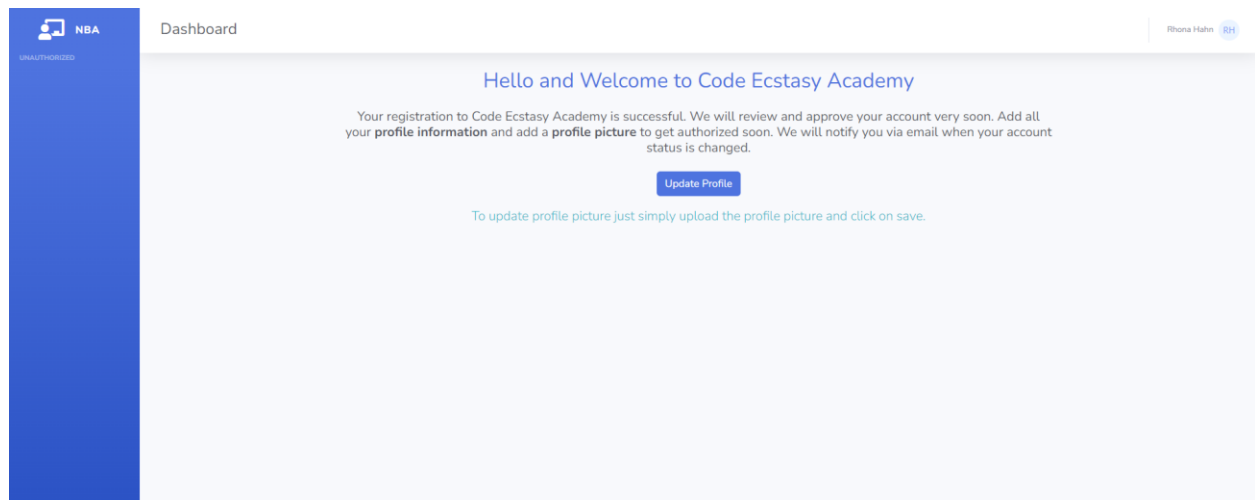 NBA
Dashboard
Rhona Hahn RH
UNAUTHORIZED
Hello and Welcome to Code Ecstasy Academy
Your registration to Code Ecstasy Academy is successful. We will review and approve your account very soon. Add all
your profile information and add a profile picture to get authorized soon. We will notify you via email when your account
status is changed.
Update Profile
To update profile picture just simply upload the profile picture and click on save.